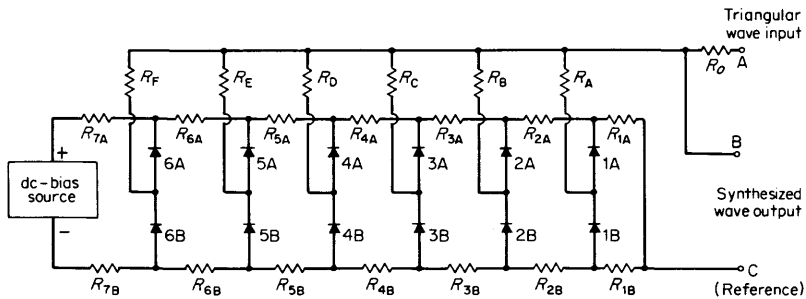 Triangular
wave input
R_F R_E R_D R_C R_B R_A R_O A
R_7A R_6A R_5A R_4A R_3A R_2A R_1A
B
+
6A 5A 4A 3A 2A 1A
dc-bias
source
Synthesized
wave output
−
6B 5B 4B 3B 2B 1B
C
R_7B R_6B R_5B R_4B R_3B R_2B R_1B (Reference)